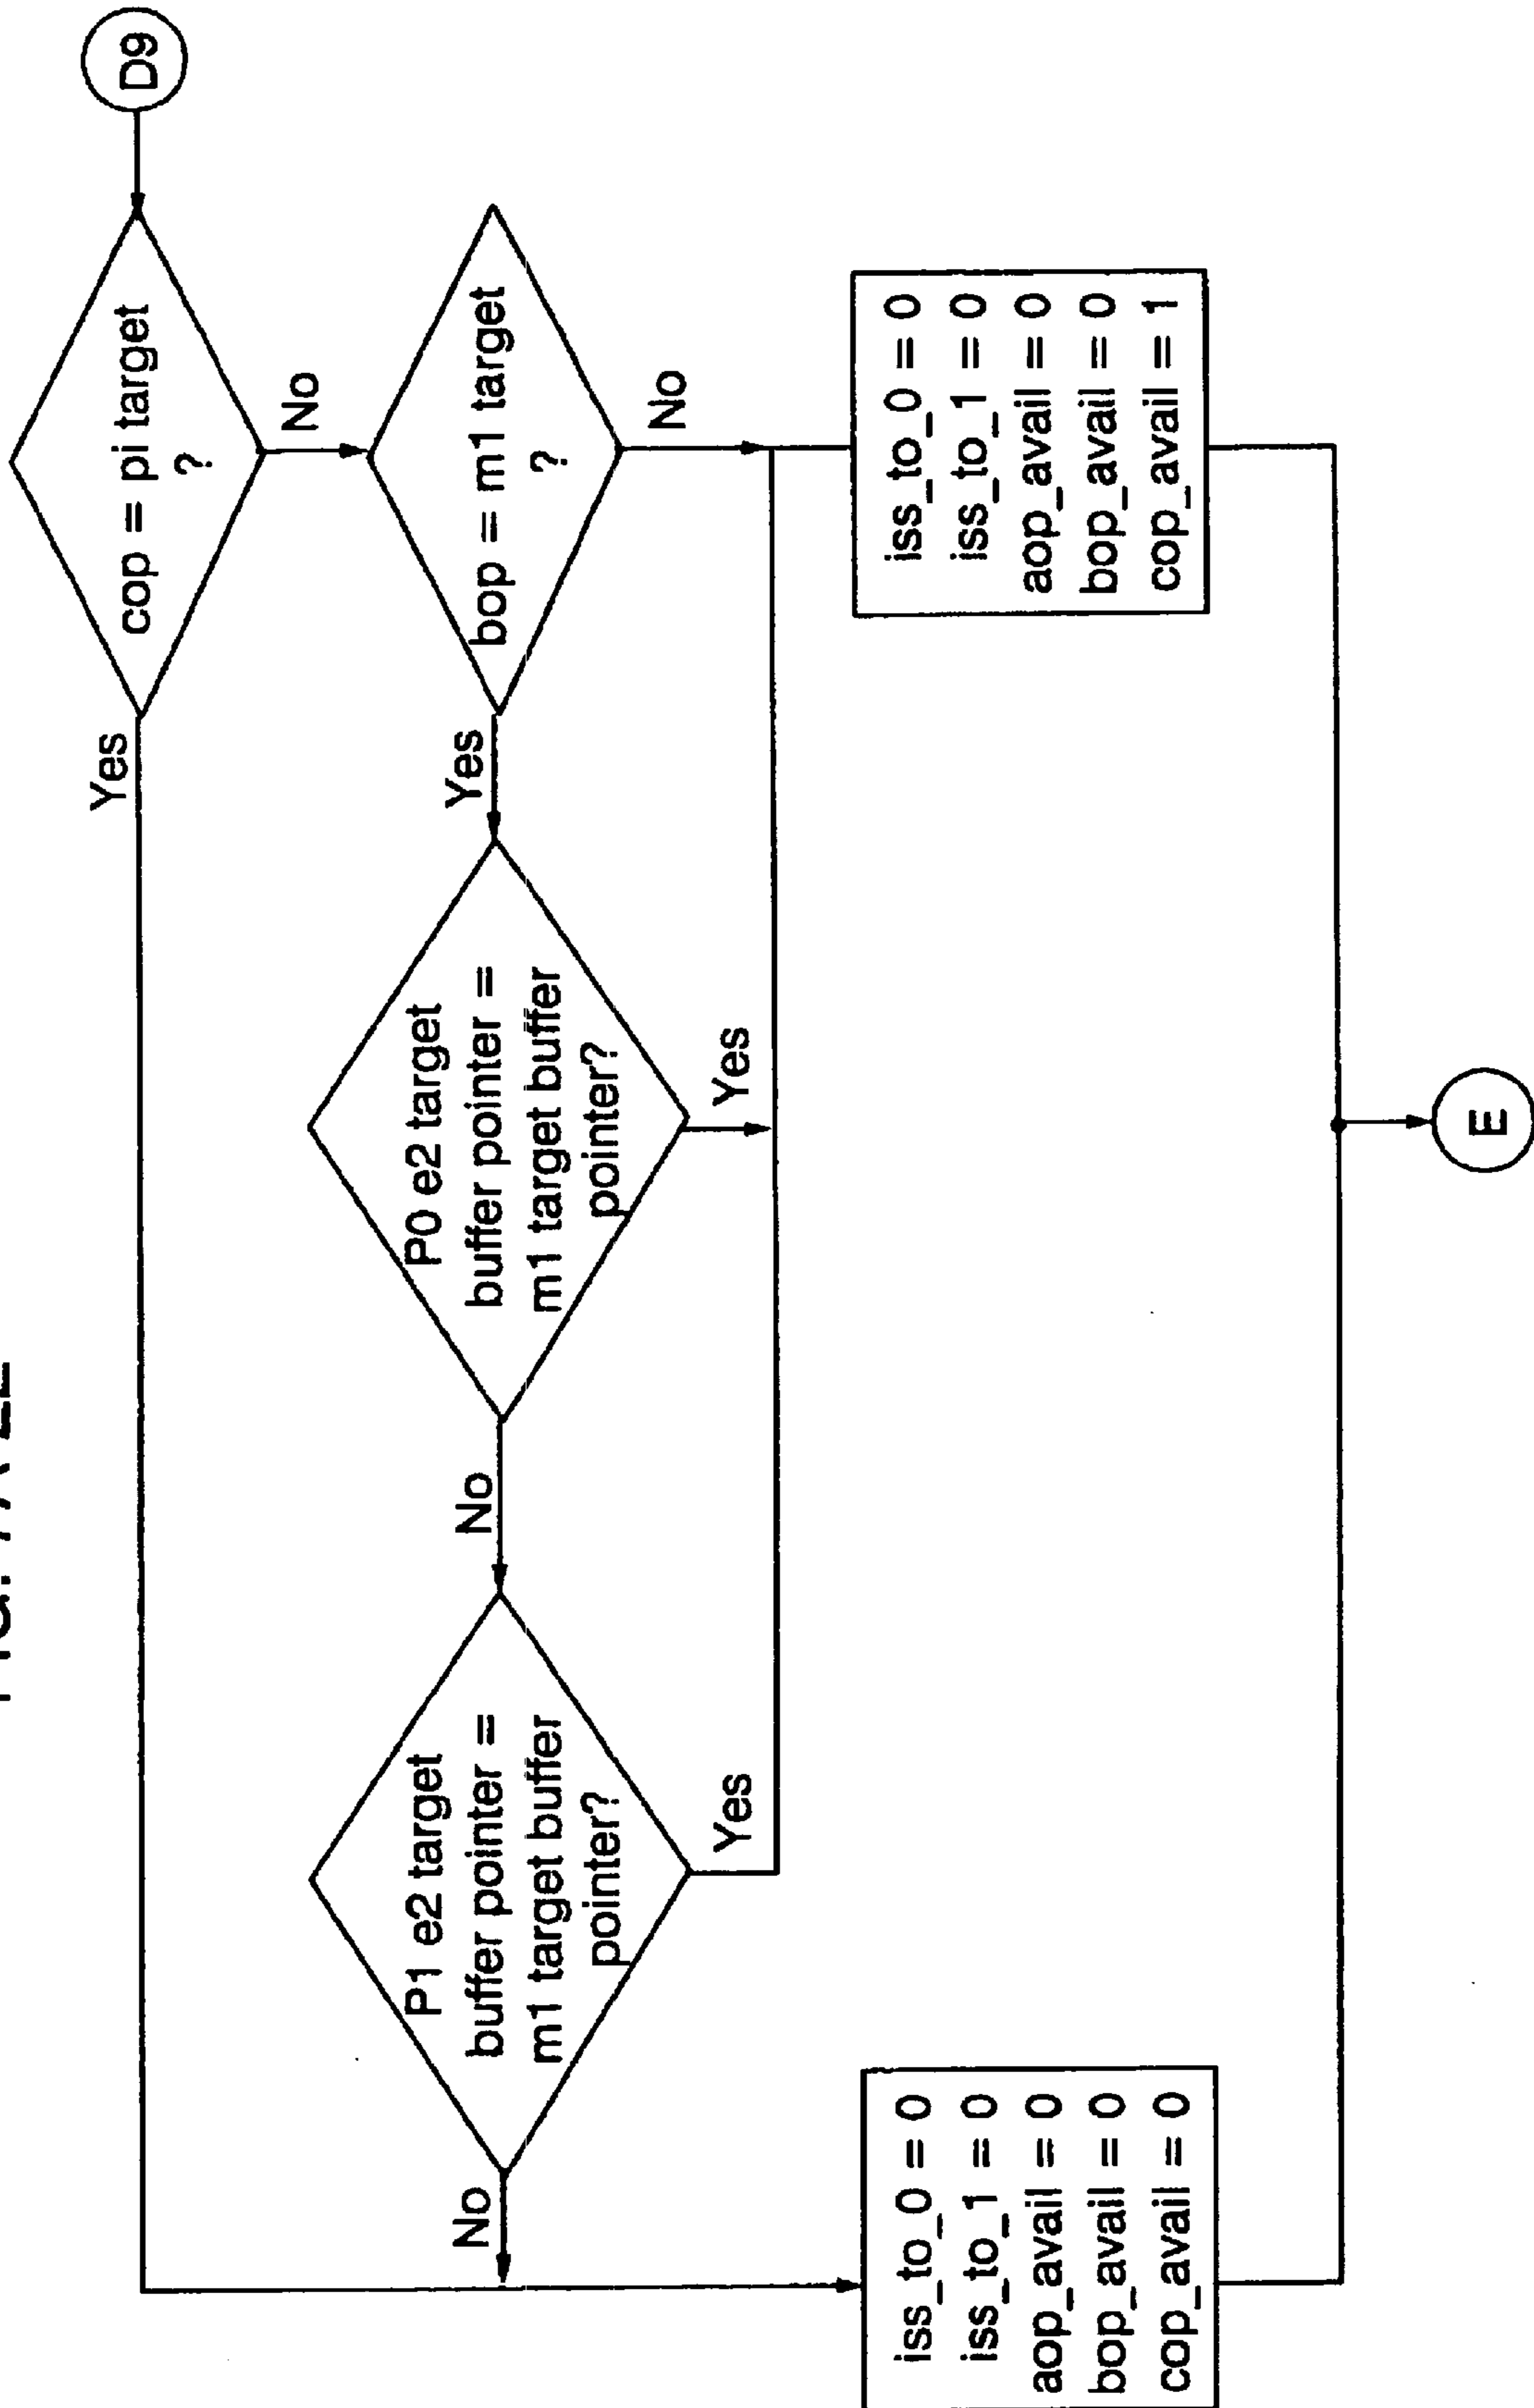 FIG.
D9
cop = pi target
?
Yes
No
bop = m1 target
?
Yes
No
P0 e2 target
buffer pointer =
m1 target buffer
pointer?
Yes
No
P1 e2 target
buffer pointer =
m1 target buffer
pointer?
Yes
No
iss_to_0 = 0
iss_to_1 = 0
aop_avail = 0
bop_avail = 0
cop_avail = 0
iss_to_0 = 0
iss_to_1 = 0
aop_avail = 0
bop_avail = 0
cop_avail = 1
E